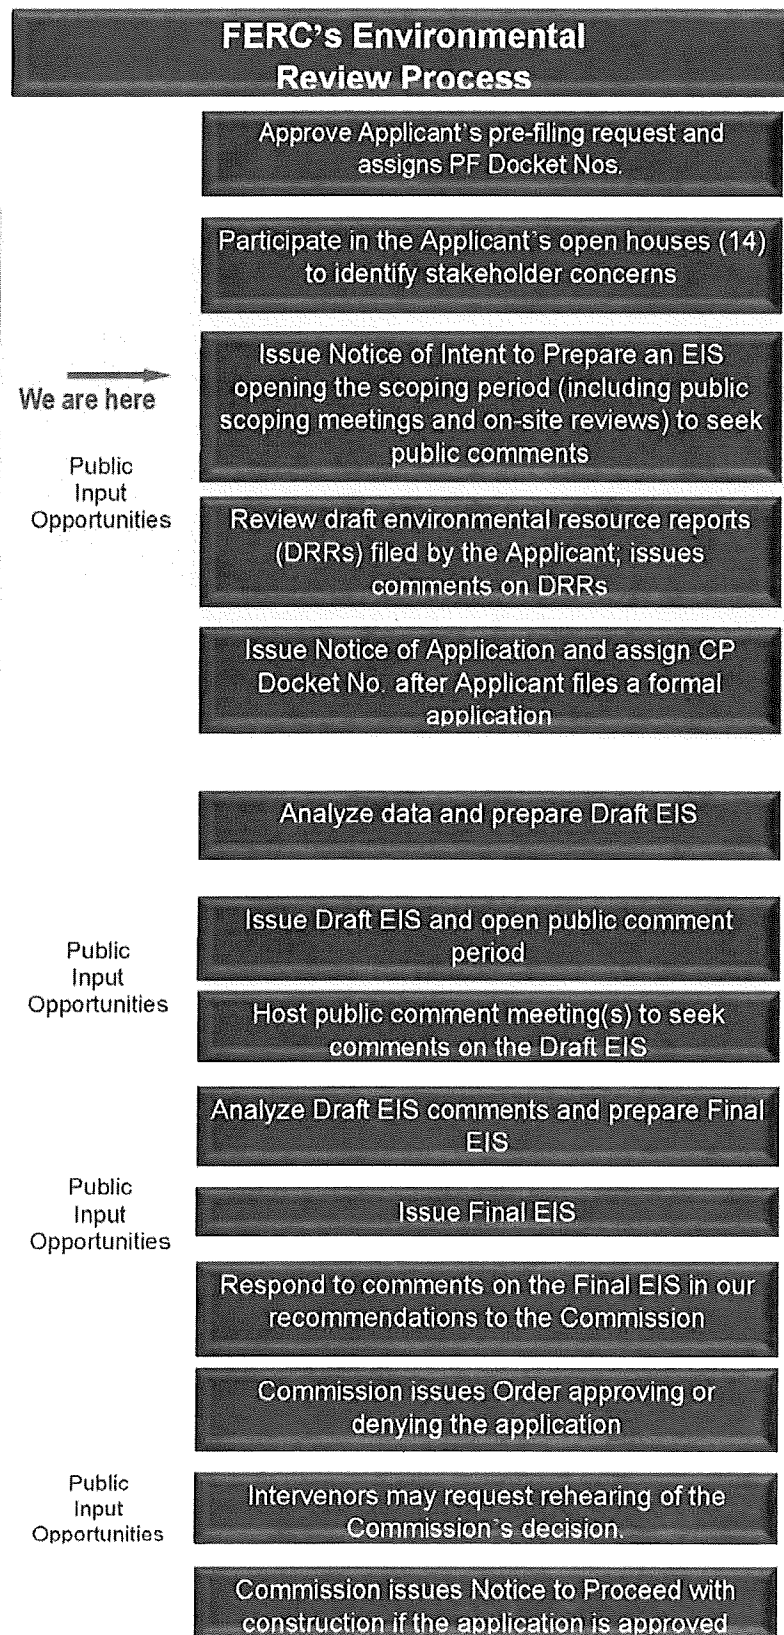 FERC's Environmental
Review Process
Approve Applicant's pre-filing request and
assigns PF Docket Nos.
Participate in the Applicant's open houses (14)
to identify stakeholder concerns
We are here
Issue Notice of Intent to Prepare an EIS
opening the scoping period (including public
scoping meetings and on-site reviews) to seek
public comments
Public
Input
Opportunities
Review draft environmental resource reports
(DRRs) filed by the Applicant; issues
comments on DRRs
Issue Notice of Application and assign CP
Docket No. after Applicant files a formal
application
Analyze data and prepare Draft EIS
Public
Input
Opportunities
Issue Draft EIS and open public comment
period
Host public comment meeting(s) to seek
comments on the Draft EIS
Analyze Draft EIS comments and prepare Final
EIS
Public
Input
Opportunities
Issue Final EIS
Respond to comments on the Final EIS in our
recommendations to the Commission
Commission issues Order approving or
denying the application
Public
Input
Opportunities
Intervenors may request rehearing of the
Commission's decision.
Commission issues Notice to Proceed with
construction if the application is approved